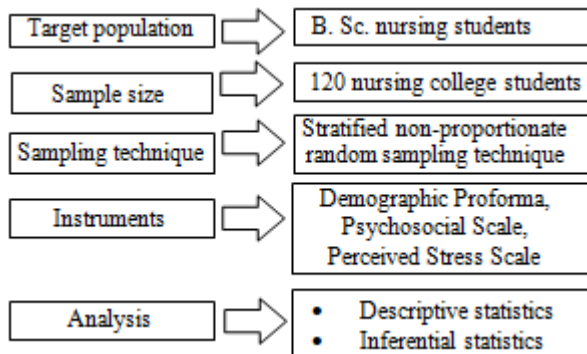 Target population
B. Sc. nursing students
Sample size
120 nursing college students
Sampling technique
Stratified non-proportionate
random sampling technique
Instruments
Demographic Proforma,
Psychosocial Scale,
Perceived Stress Scale
Analysis
• Descriptive statistics
• Inferential statistics